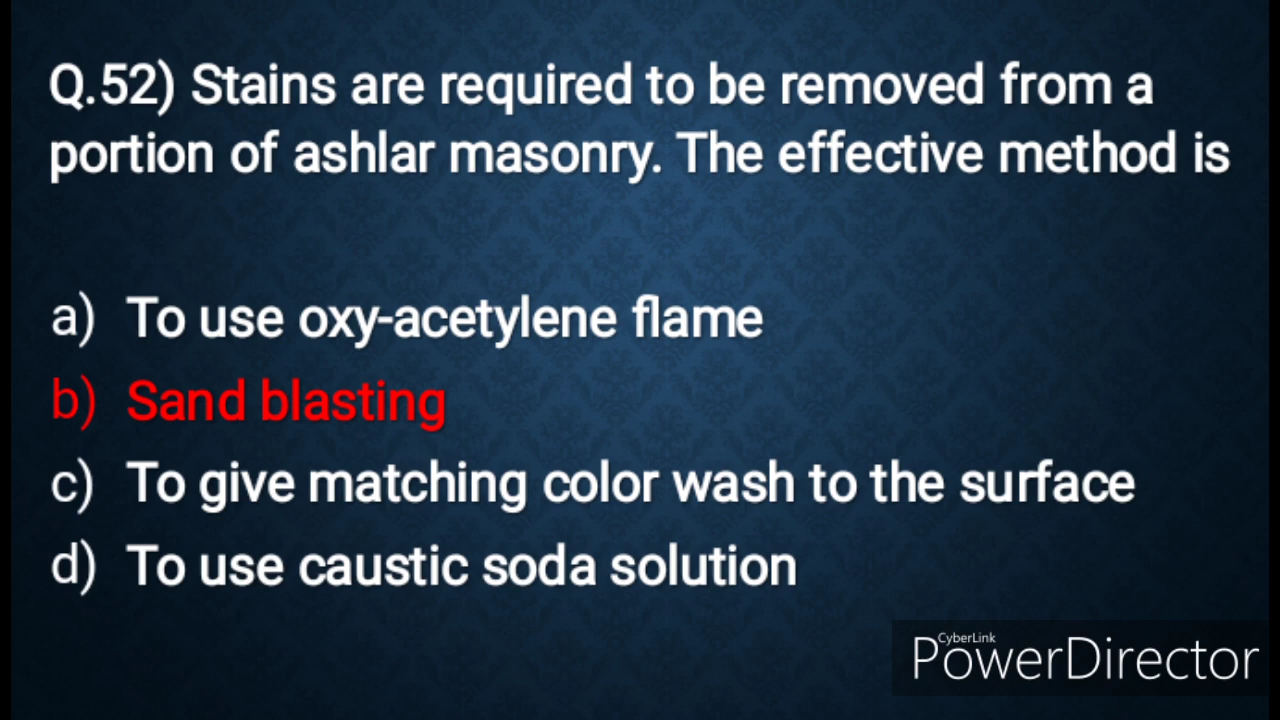 Q.52) Stains are required to be removed from a
portion of ashlar masonry. The effective method is
a) To use oxy-acetylene flame
b) Sand blasting
c) To give matching color wash to the surface
d) To use caustic soda solution
CyberLink
PowerDirector